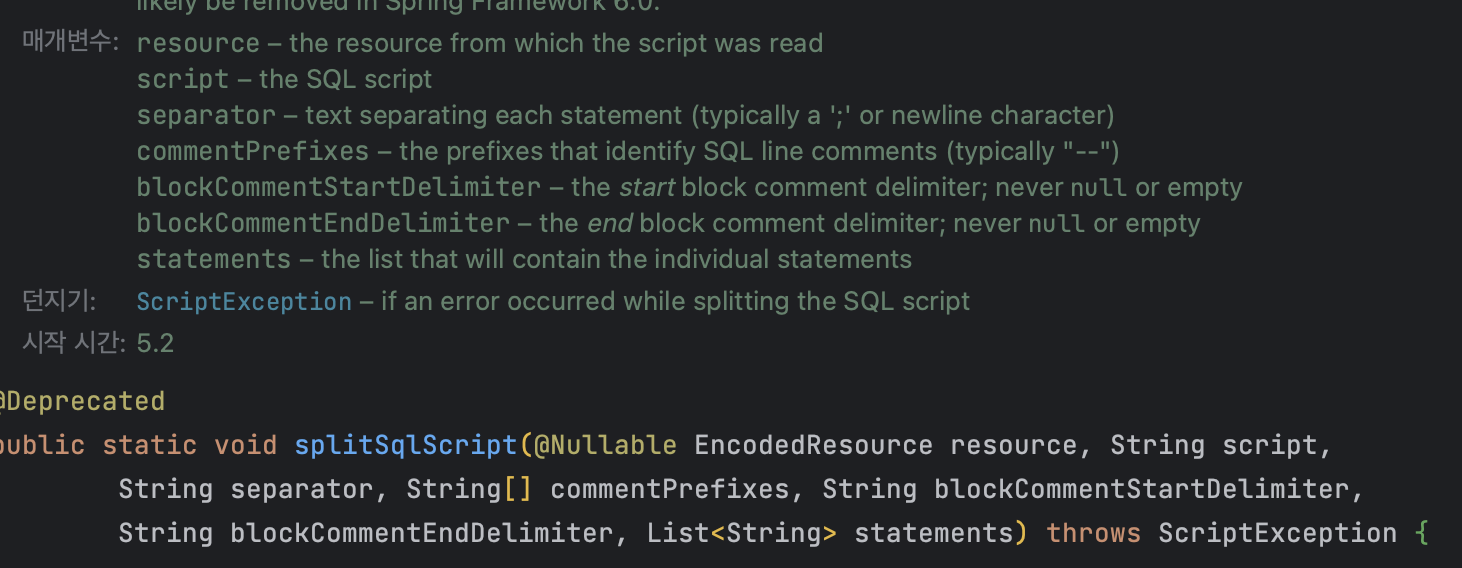 likely be removed in Spring Framework 6.0.
매개변수: resource – the resource from which the script was read
script – the SQL script
separator – text separating each statement (typically a ';' or newline character)
commentPrefixes – the prefixes that identify SQL line comments (typically "--")
blockCommentStartDelimiter – the start block comment delimiter; never null or empty
blockCommentEndDelimiter – the end block comment delimiter; never null or empty
statements – the list that will contain the individual statements
던지기: ScriptException – if an error occurred while splitting the SQL script
시작 시간: 5.2
@Deprecated
public static void splitSqlScript(@Nullable EncodedResource resource, String script,
String separator, String[] commentPrefixes, String blockCommentStartDelimiter,
String blockCommentEndDelimiter, List<String> statements) throws ScriptException {